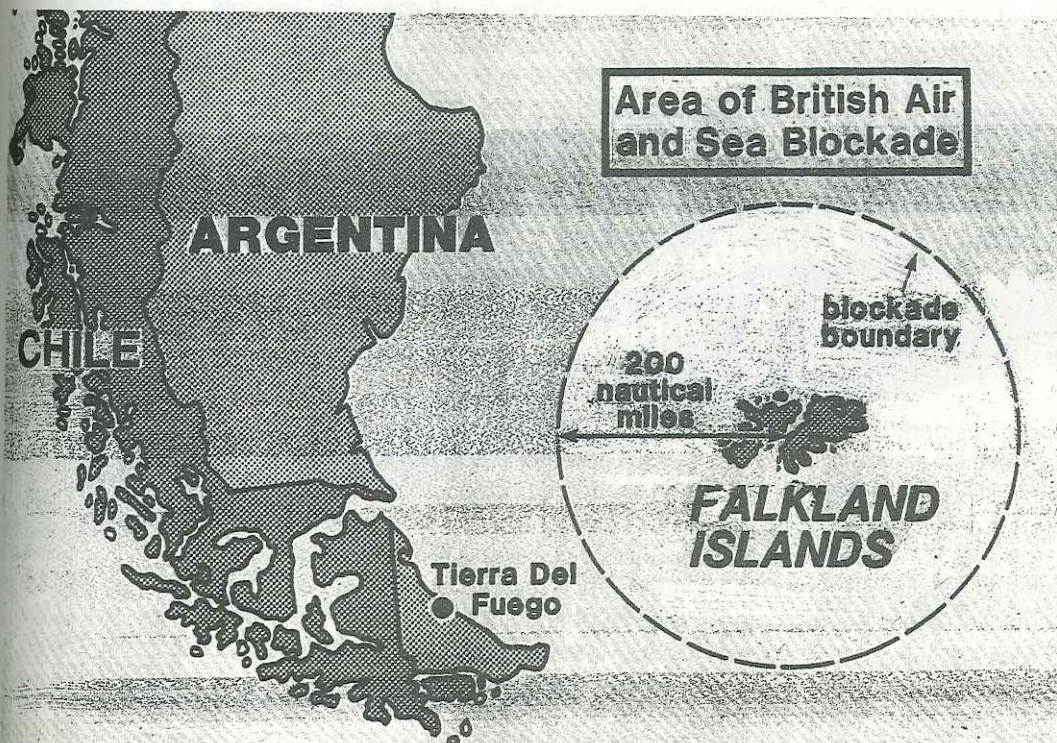 Area of British Air
and Sea Blockade
ARGENTINA
blockade
boundary
CHILE
200
nautical
miles
FALKLAND
ISLANDS
Tierra Del
Fuego